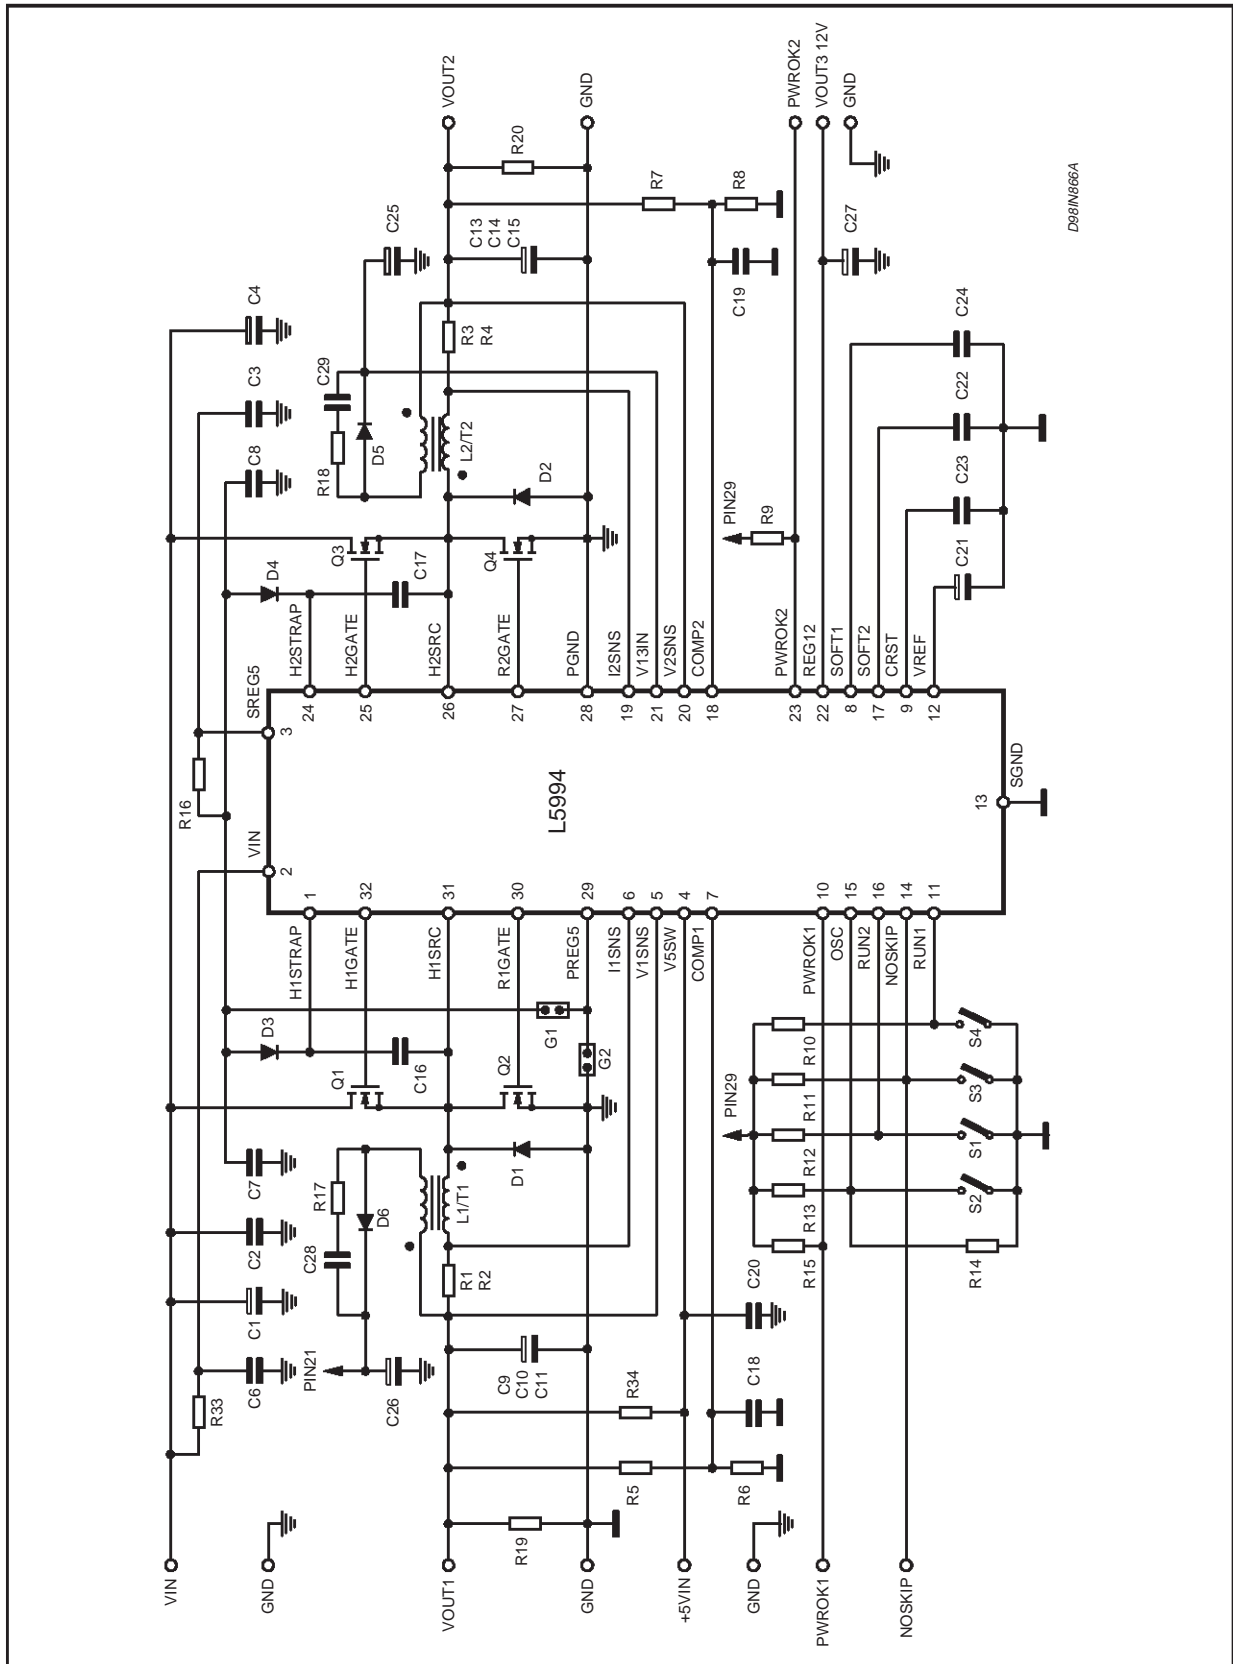 VIN
GND
VOUT1
GND
+5VIN
GND
PWROK1
NOSKIP
R33
C6
C1
C2
C7
PIN21
C26
C28
R17
D6
L1/T1
R1
R2
C9
C10
C11
R19
R5
R34
R6
C18
C20
D1
D3
Q1
C16
Q2
G1
G2
PIN29
R15
R13
R12
R11
R10
R14
S2
S1
S3
S4
H1STRAP
H1GATE
H1SRC
R1GATE
PREG5
I1SNS
V1SNS
V5SW
COMP1
PWROK1
OSC
RUN2
NOSKIP
RUN1
1
32
31
30
29
6
5
4
7
10
15
16
14
11
VIN
2
R16
SREG5
3
L5994
13
SGND
24
25
26
27
28
19
21
20
18
23
22
8
17
9
12
H2STRAP
H2GATE
H2SRC
R2GATE
PGND
I2SNS
V13IN
V2SNS
COMP2
PWROK2
REG12
SOFT1
SOFT2
CRST
VREF
D4
Q3
C17
Q4
C8
C3
C4
R18
C29
D5
L2/T2
D2
C25
R3
R4
C13
C14
C15
R20
R7
R8
C19
PIN29
R9
C27
C21
C23
C22
C24
VOUT2
GND
PWROK2
VOUT3 12V
GND
D98IN866A